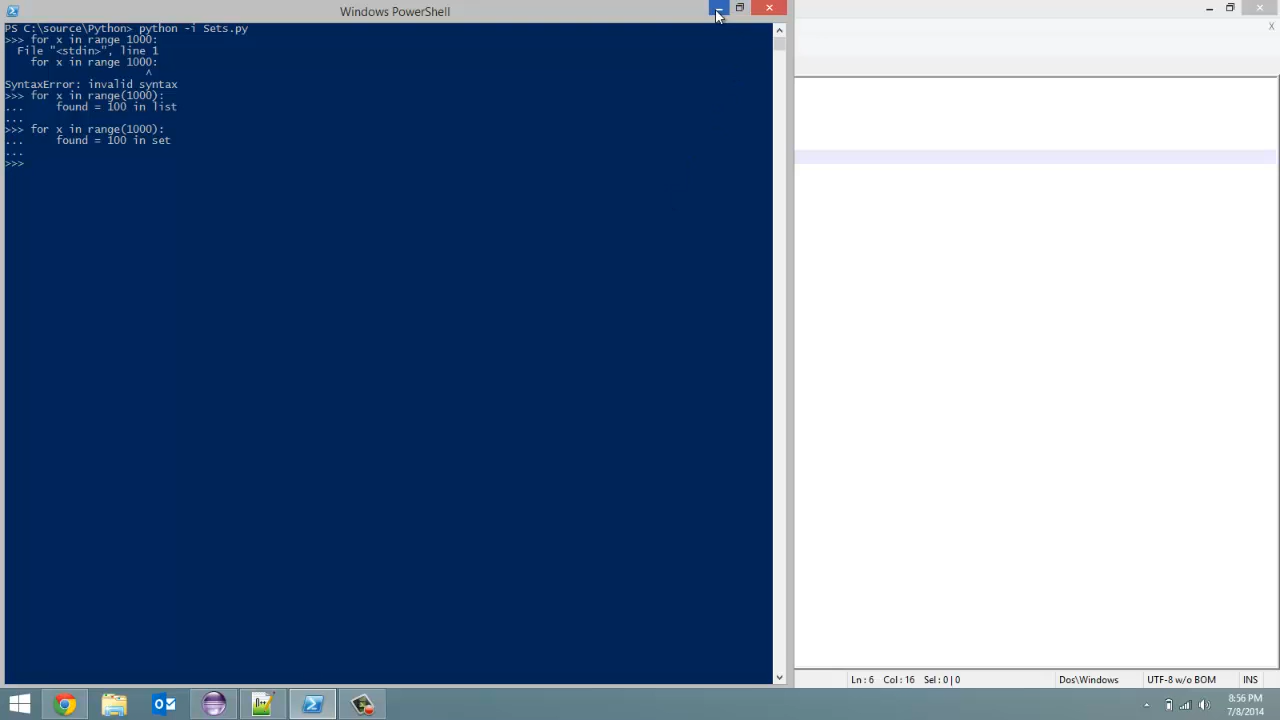 Windows PowerShell
PS C:\source\Python> python -i Sets.py
>>> for x in range 1000:
  File "<stdin>", line 1
    for x in range 1000:
                       ^
SyntaxError: invalid syntax
>>> for x in range(1000):
...     found = 100 in list
...
>>> for x in range(1000):
...     found = 100 in set
...
>>>
X
Ln : 6    Col : 16    Sel : 0 | 0
Dos\Windows
UTF-8 w/o BOM
INS
8:56 PM
7/8/2014